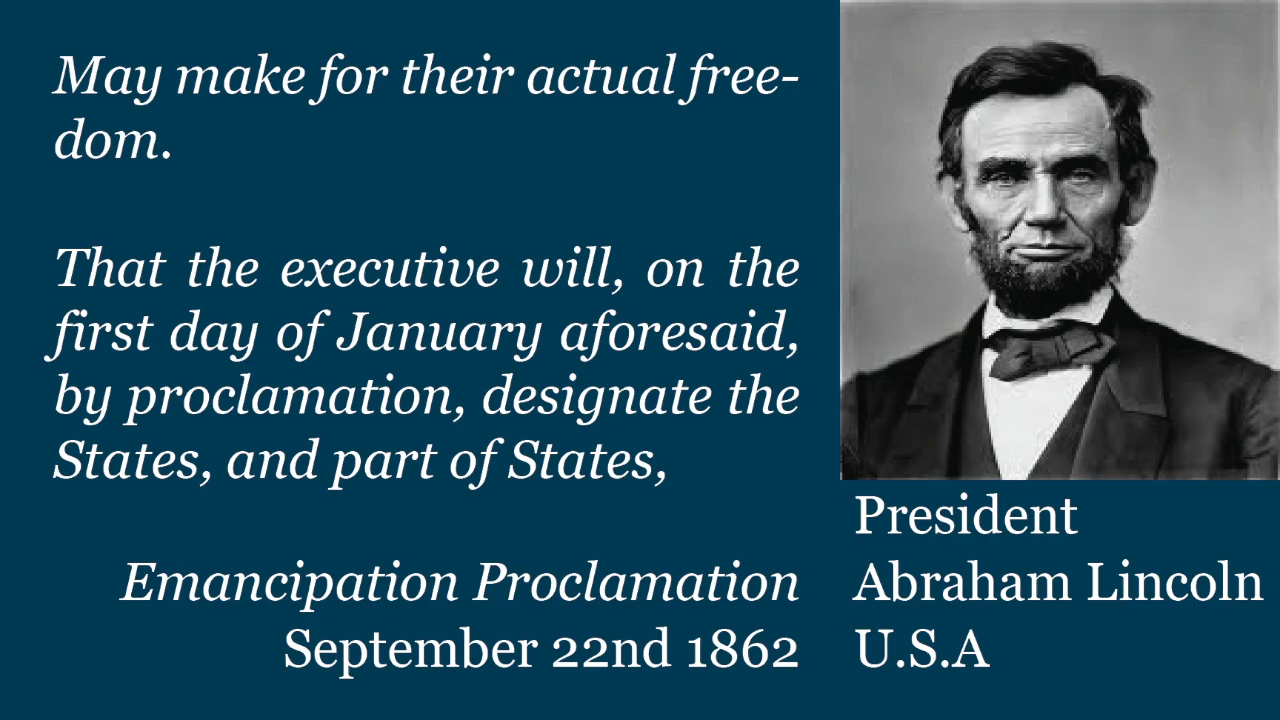 May make for their actual free-
dom.
That the executive will, on the
first day of January aforesaid,
by proclamation, designate the
States, and part of States,
Emancipation Proclamation
September 22nd 1862
President
Abraham Lincoln
U.S.A